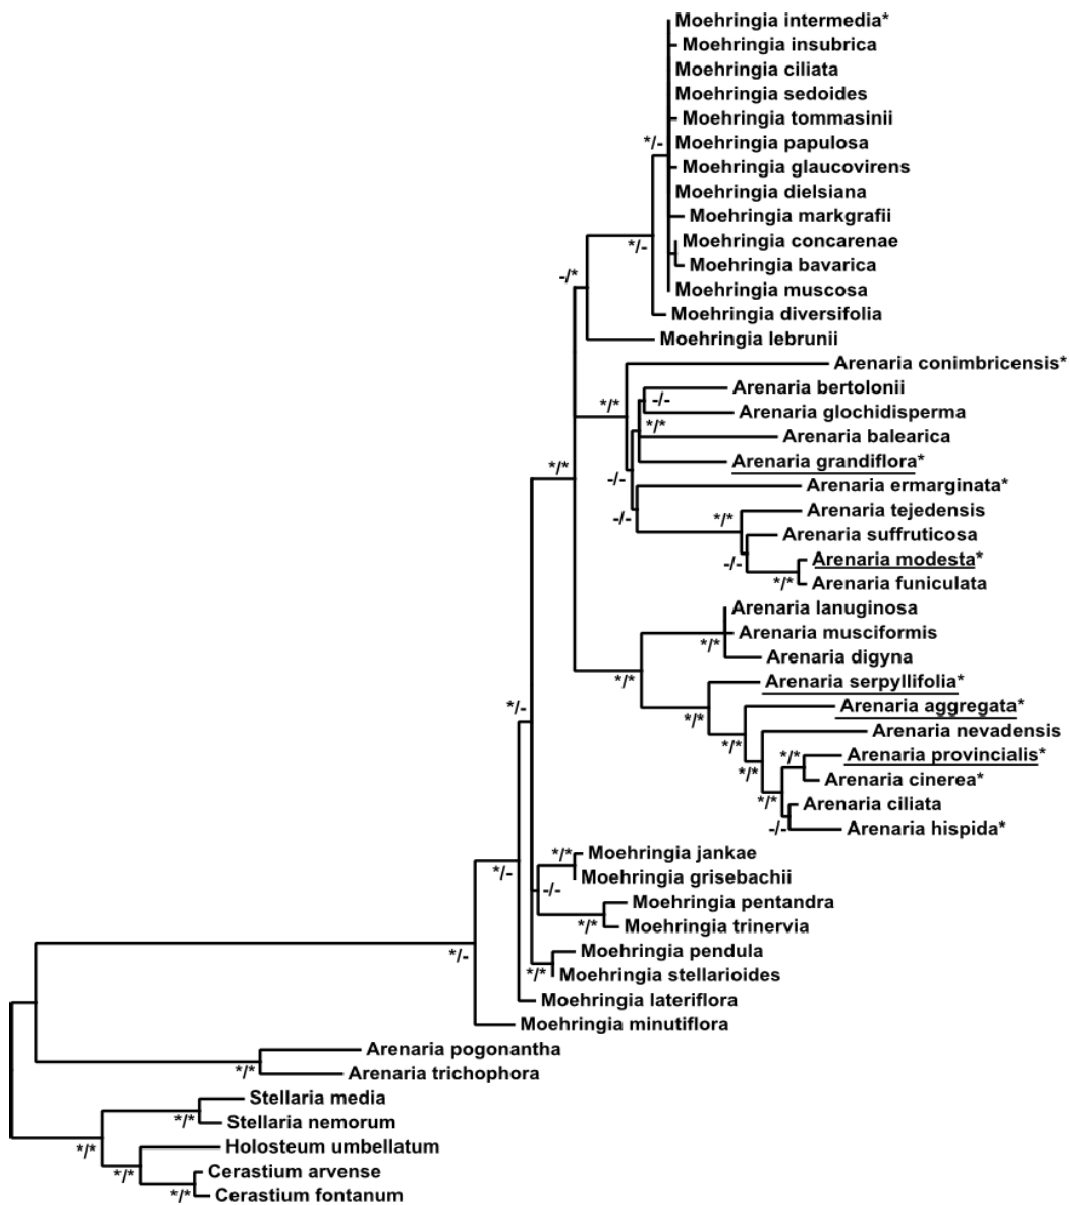 Moehringia intermedia*
Moehringia insubrica
Moehringia ciliata
Moehringia sedoides
Moehringia tommasinii
*/-
Moehringia papulosa
Moehringia glaucovirens
Moehringia dielsiana
Moehringia markgrafii
*/-
Moehringia concarenae
Moehringia bavarica
-/*
Moehringia muscosa
Moehringia diversifolia
Moehringia lebrunii
Arenaria conimbricensis*
Arenaria bertolonii
-/-
*/*
Arenaria glochidisperma
*/*
Arenaria balearica
*/*
Arenaria grandiflora*
-/-
Arenaria ermarginata*
-/-
*/*
Arenaria tejedensis
Arenaria suffruticosa
-/-
Arenaria modesta*
*/*
Arenaria funiculata
Arenaria lanuginosa
Arenaria musciformis
*/*
Arenaria digyna
*/*
Arenaria serpyllifolia*
*/-
*/*
Arenaria aggregata*
Arenaria nevadensis
*/*
*/*
Arenaria provincialis*
*/*
Arenaria cinerea*
*/*
Arenaria ciliata
-/-
Arenaria hispida*
*/*
Moehringia jankae
*/-
Moehringia grisebachii
-/-
Moehringia pentandra
*/*
Moehringia trinervia
*/-
Moehringia pendula
*/*
Moehringia stellarioides
Moehringia lateriflora
Moehringia minutiflora
Arenaria pogonantha
*/*
Arenaria trichophora
Stellaria media
*/*
Stellaria nemorum
*/*
Holosteum umbellatum
*/*
Cerastium arvense
*/*
Cerastium fontanum